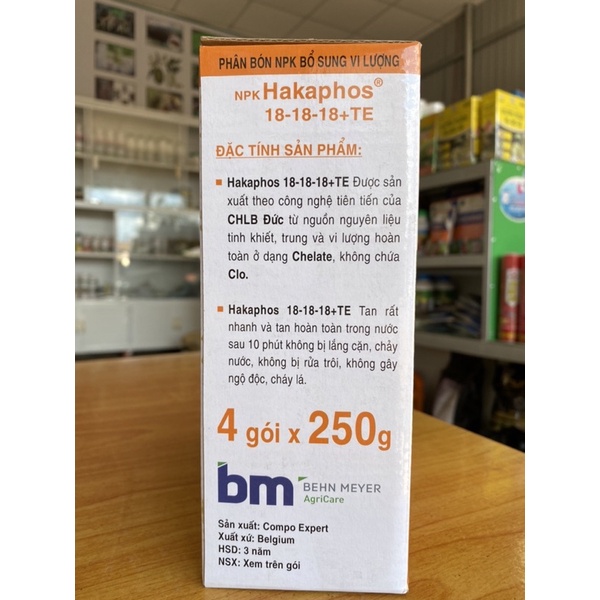 PHÂN BÓN NPK BỔ SUNG VI LƯỢNG
NPK Hakaphos®
18-18-18+TE
ĐẶC TÍNH SẢN PHẨM:
Hakaphos 18-18-18+TE Được sản
xuất theo công nghệ tiên tiến của
CHLB Đức từ nguồn nguyên liệu
tinh khiết, trung và vi lượng hoàn
toàn ở dạng Chelate, không chứa
Clo.
Hakaphos 18-18-18+TE Tan rất
nhanh và tan hoàn toàn trong nước
sau 10 phút không bị lắng cặn, chảy
nước, không bị rửa trôi, không gây
ngộ độc, cháy lá.
4 gói x 250g
bm BEHN MEYER
AgriCare
Sản xuất: Compo Expert
Xuất xứ: Belgium
HSD: 3 năm
NSX: Xem trên gói